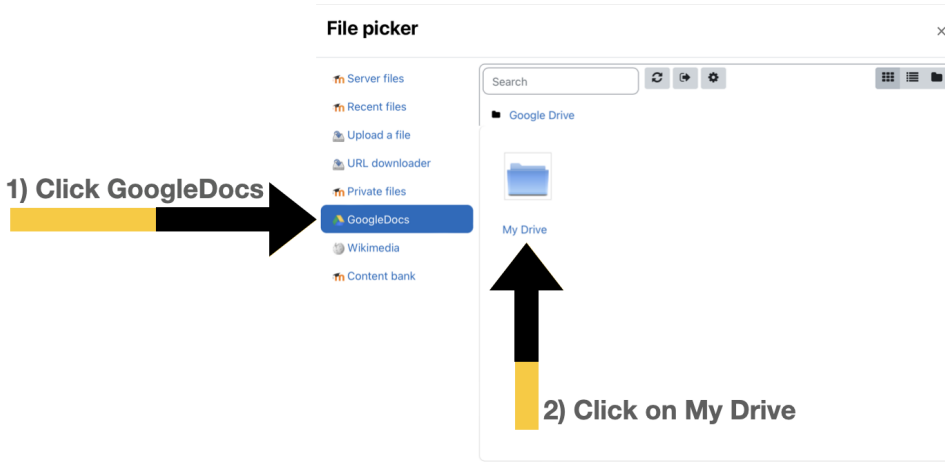 File picker
×
Server files
Recent files
Upload a file
URL downloader
Private files
GoogleDocs
Wikimedia
Content bank
Search
Google Drive
My Drive
1) Click GoogleDocs
2) Click on My Drive